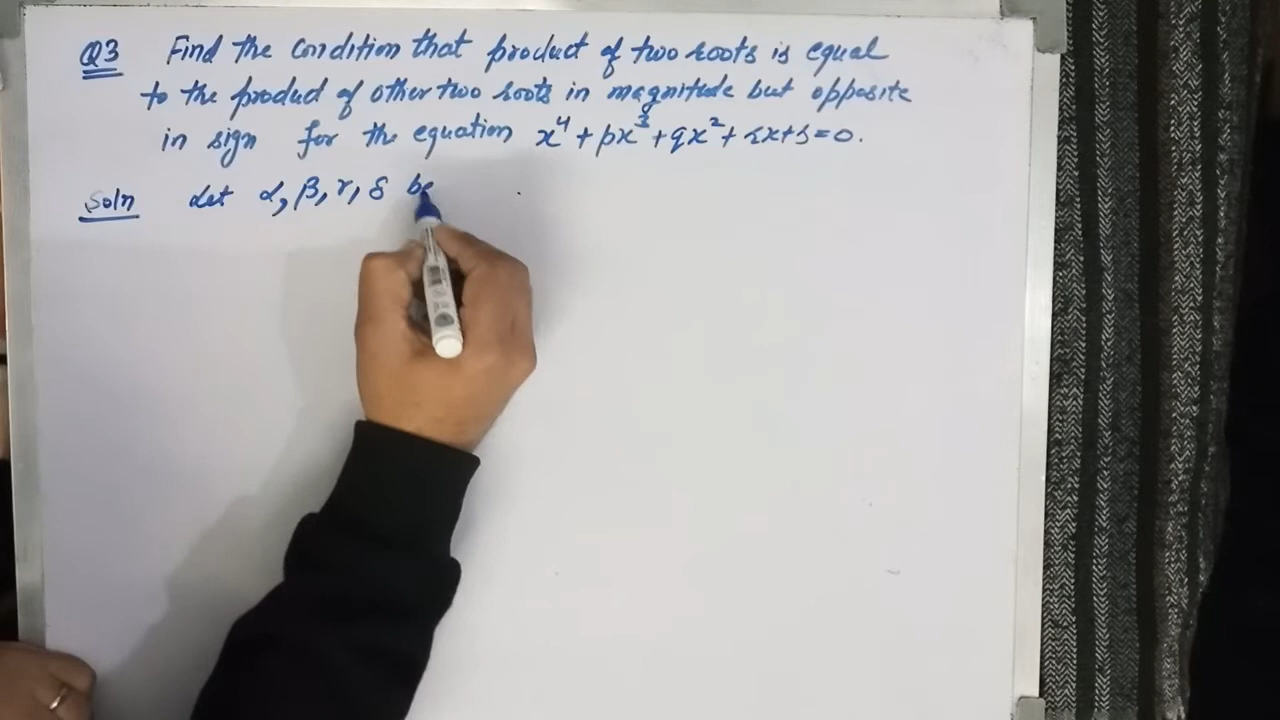 Q3 Find the condition that product of two roots is equal
to the product of other two roots in magnitude but opposite
in sign for the equation x⁴+px³+qx²+rx+s=0.
Soln Let α, β, γ, δ be